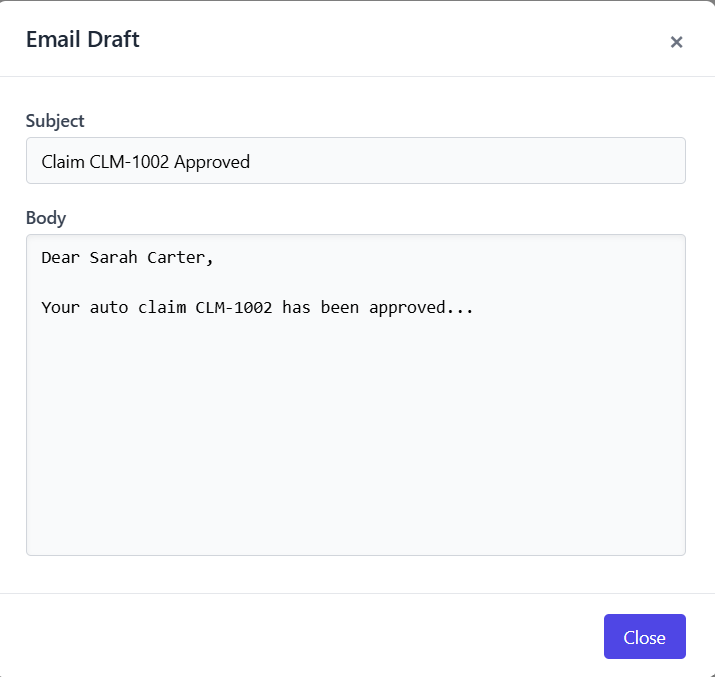 Email Draft
×
Subject
Claim CLM-1002 Approved
Body
Dear Sarah Carter,
Your auto claim CLM-1002 has been approved...
Close